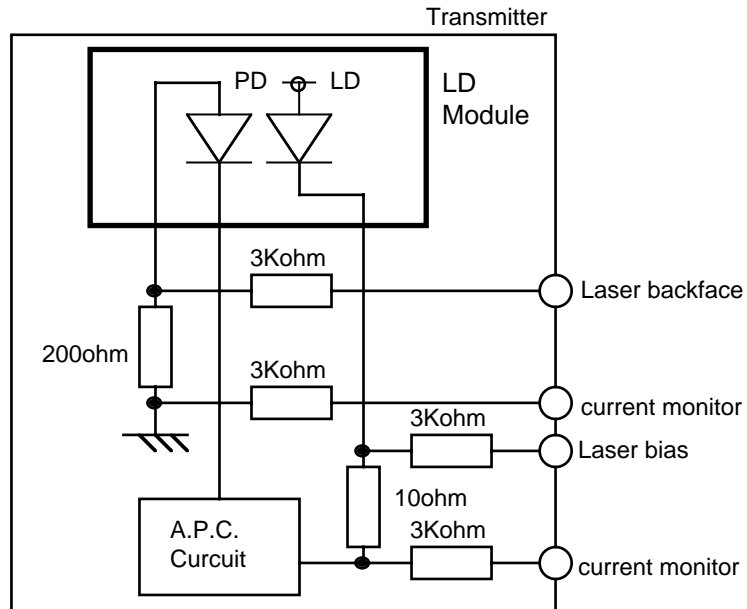 Transmitter
PD LD
LD
Module
3Kohm
Laser backface
200ohm
3Kohm
current monitor
3Kohm
Laser bias
10ohm
A.P.C.
Curcuit
3Kohm
current monitor